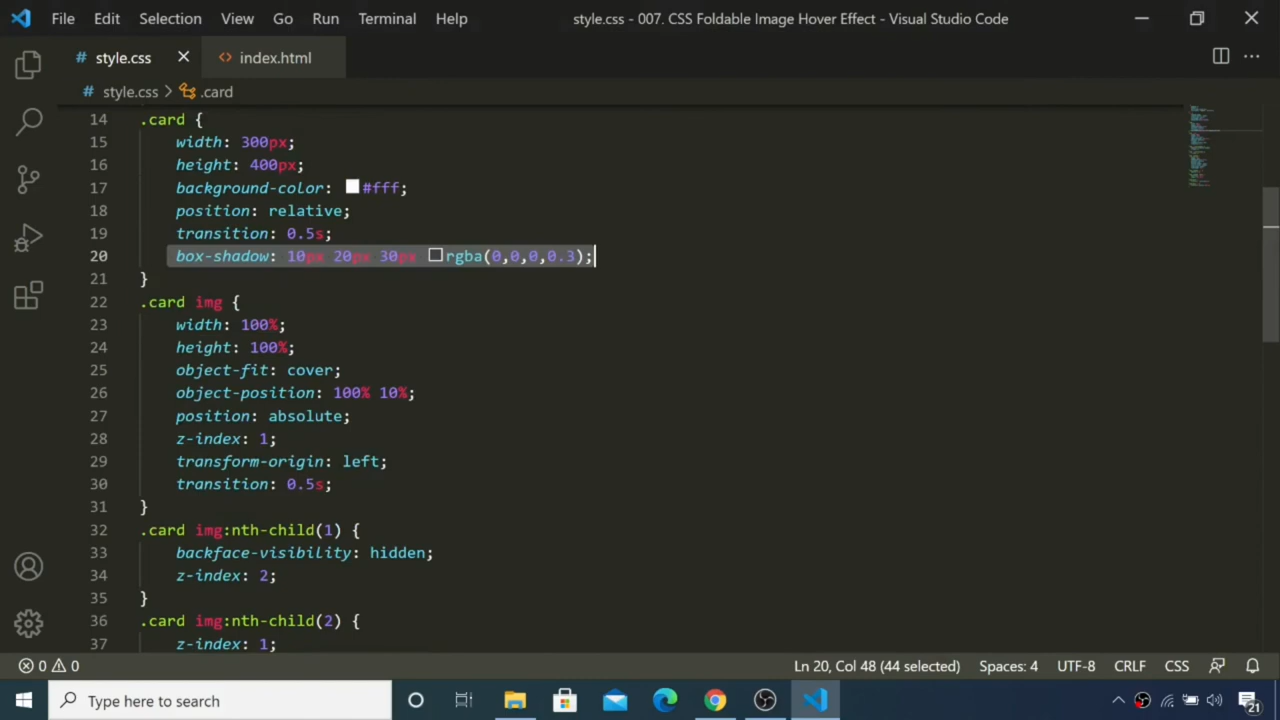 File Edit Selection View Go Run Terminal Help style.css - 007. CSS Foldable Image Hover Effect - Visual Studio Code
# style.css × <> index.html
# style.css > .card
14 .card {
15 width: 300px;
16 height: 400px;
17 background-color: #fff;
18 position: relative;
19 transition: 0.5s;
20 box-shadow: 10px 20px 30px rgba(0,0,0,0.3);
21 }
22 .card img {
23 width: 100%;
24 height: 100%;
25 object-fit: cover;
26 object-position: 100% 10%;
27 position: absolute;
28 z-index: 1;
29 transform-origin: left;
30 transition: 0.5s;
31 }
32 .card img:nth-child(1) {
33 backface-visibility: hidden;
34 z-index: 2;
35 }
36 .card img:nth-child(2) {
37 z-index: 1;
0 0 Ln 20, Col 48 (44 selected) Spaces: 4 UTF-8 CRLF CSS
Type here to search 21